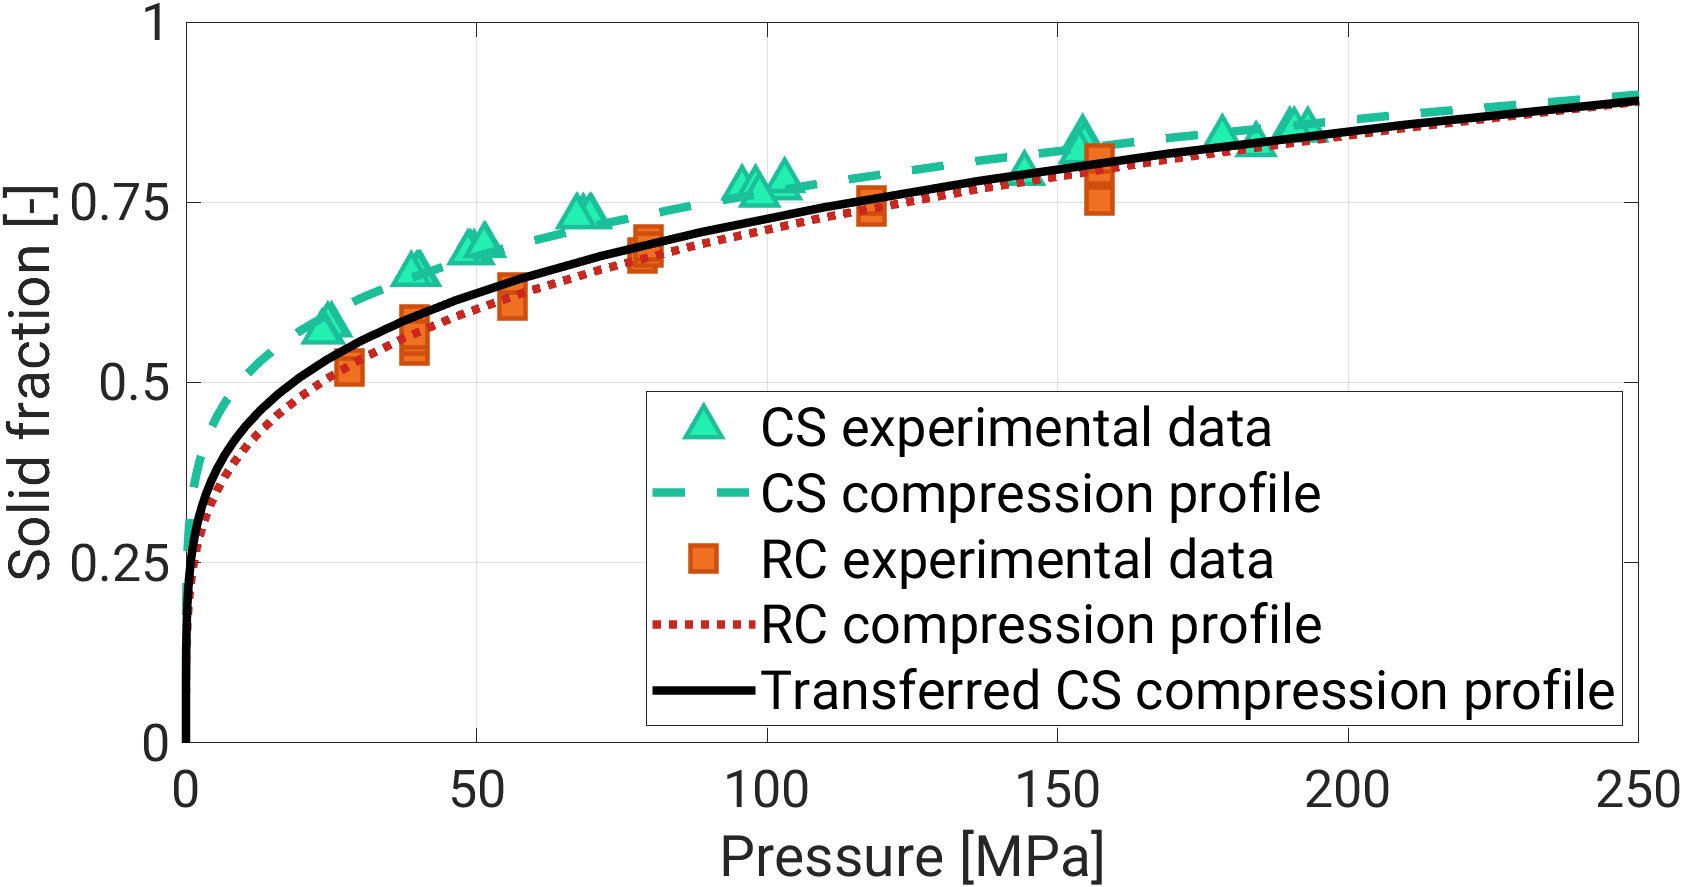 1
0.75
0.5
0.25
0
Solid fraction [-]
CS experimental data
CS compression profile
RC experimental data
RC compression profile
Transferred CS compression profile
0 50 100 150 200 250
Pressure [MPa]